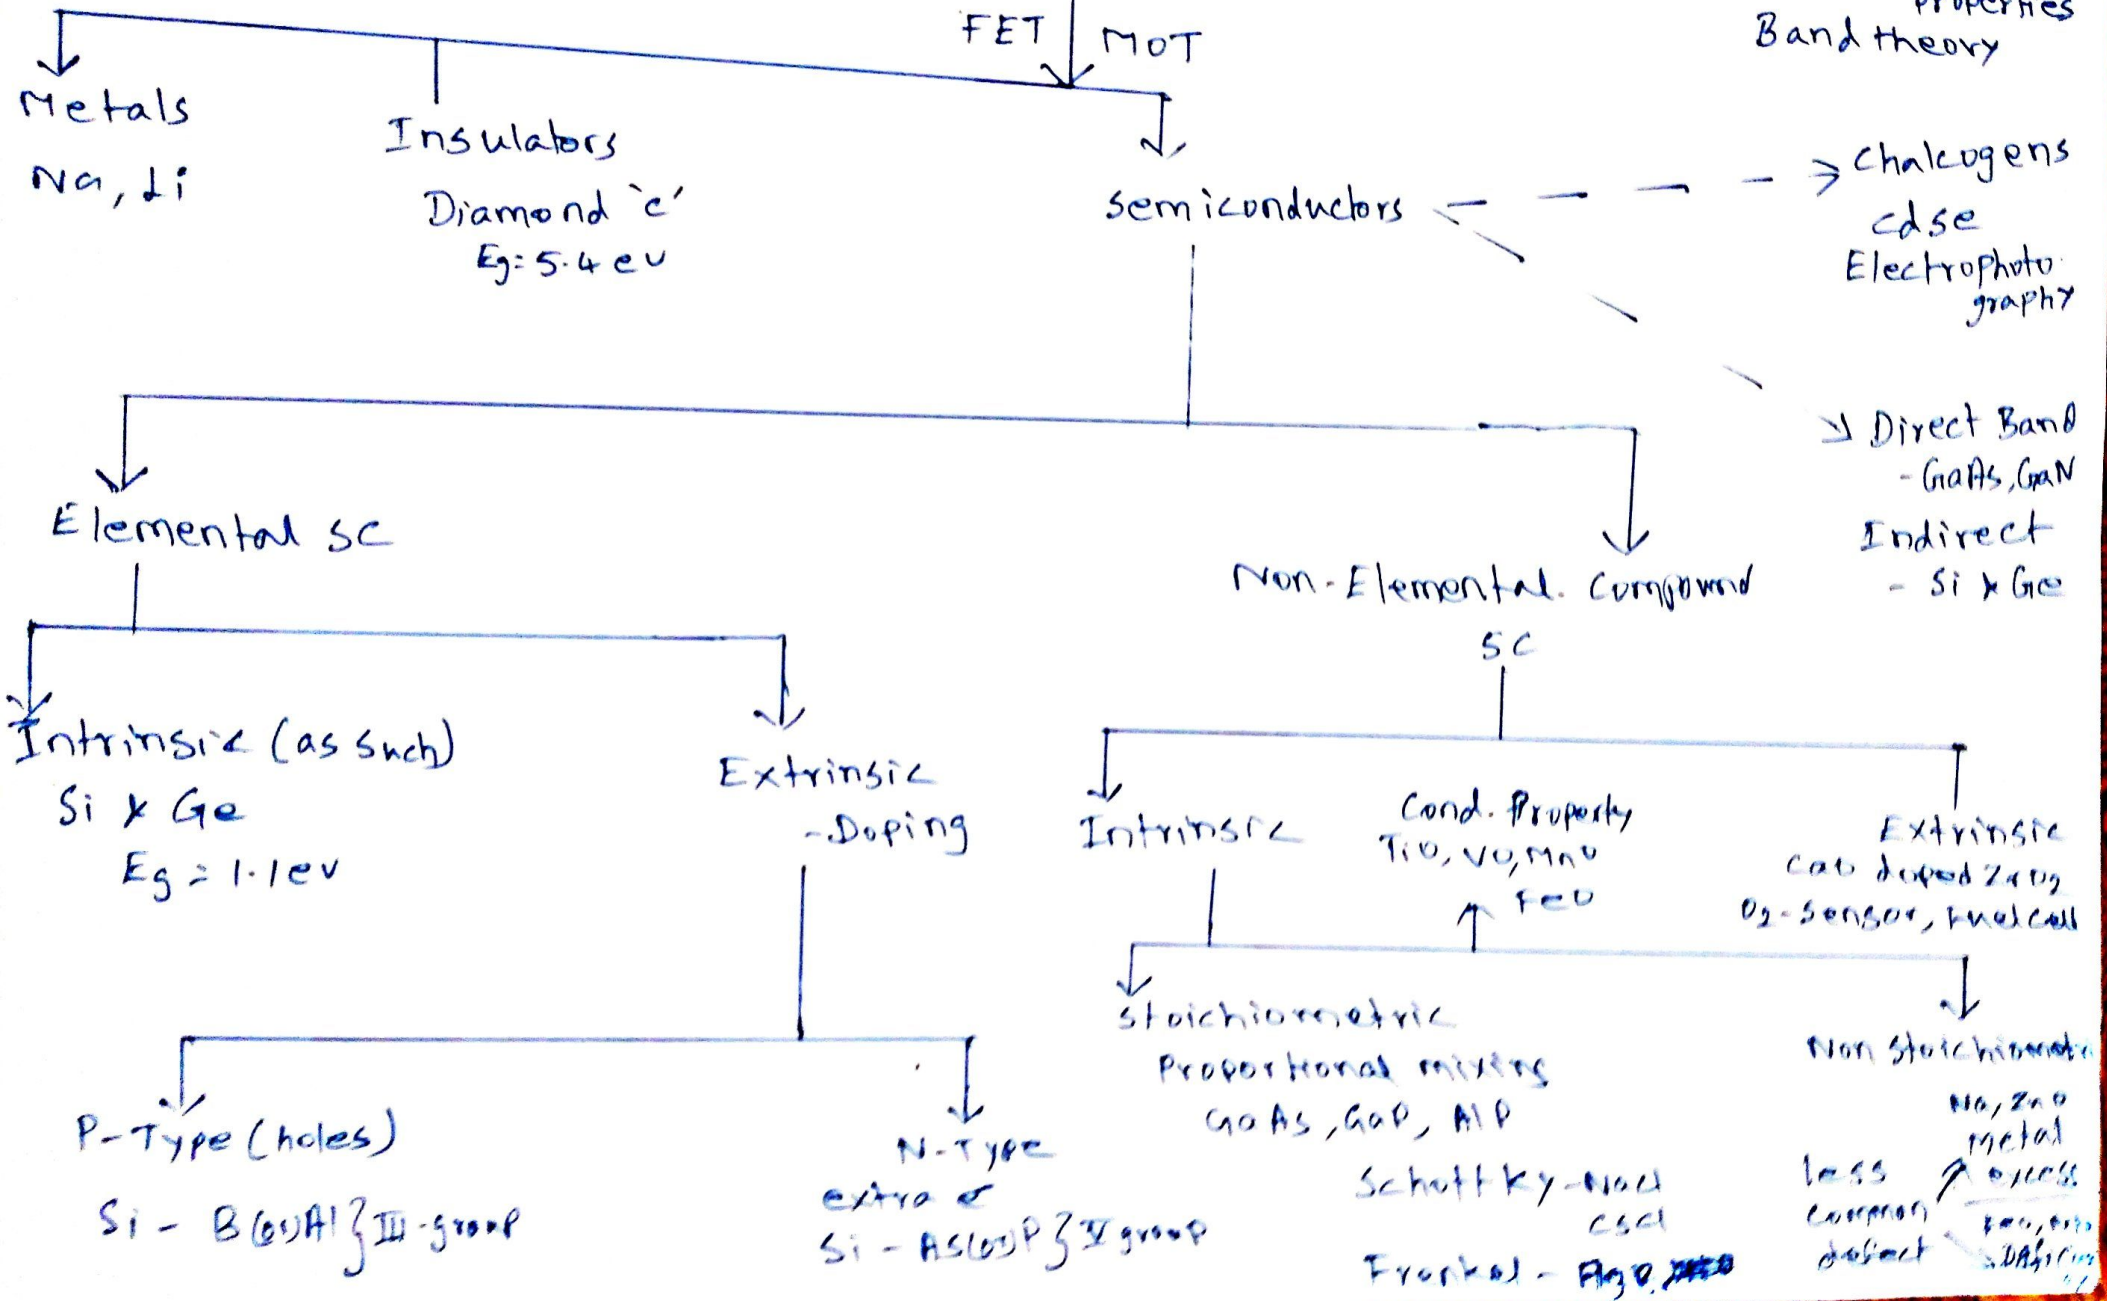 FET
MOT
properties
Band theory
Metals
Na, Li
Insulators
Diamond 'c'
Eg= 5.4 ev
Semiconductors
Chalcogens
cdse
Electrophoto
graphy
Direct Band
- GaAs, GaN
Indirect
- Si & Ge
Elemental SC
Non-Elemental. Compound
SC
Intrinsic (as such)
Si & Ge
Eg = 1.1ev
Extrinsic
- Doping
Intrinsic
Cond. Property
TiO, VO, MnO
FeO
Extrinsic
CaO doped ZrO2
O2-Sensor, Fuel cell
Stoichiometric
Proportional mixing
GaAs, GaP, AlP
Non Stoichiomet
ZnO
Metal
excess
less
common
defect
Schottky - NaCl
CsCl
Frenkel -
P-Type (holes)
Si - B (or) Al } III-group
N-Type
extra e
Si - As (or) P } V group